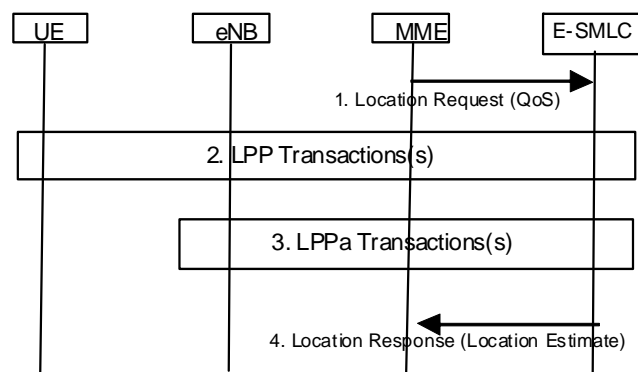 UE eNB MME E-SMLC
1. Location Request (QoS)
2. LPP Transactions(s)
3. LPPa Transactions(s)
4. Location Response (Location Estimate)